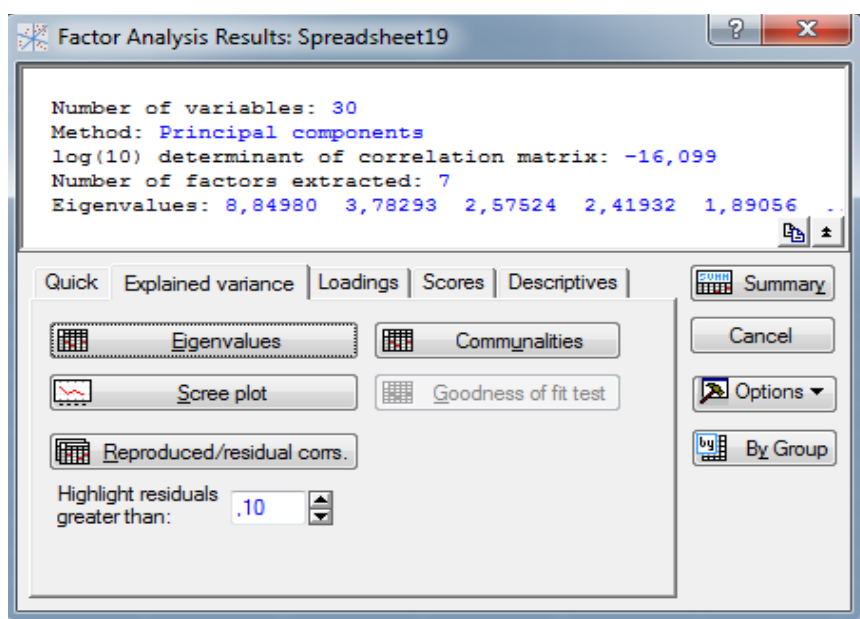 Factor Analysis Results: Spreadsheet19
? X
Number of variables: 30
Method: Principal components
log(10) determinant of correlation matrix: -16,099
Number of factors extracted: 7
Eigenvalues: 8,84980 3,78293 2,57524 2,41932 1,89056 ..
Quick Explained variance Loadings Scores Descriptives
Eigenvalues
Communalities
Scree plot
Goodness of fit test
Reproduced/residual corrs.
Highlight residuals
greater than: ,10
SUMM Summary
Cancel
Options
by By Group